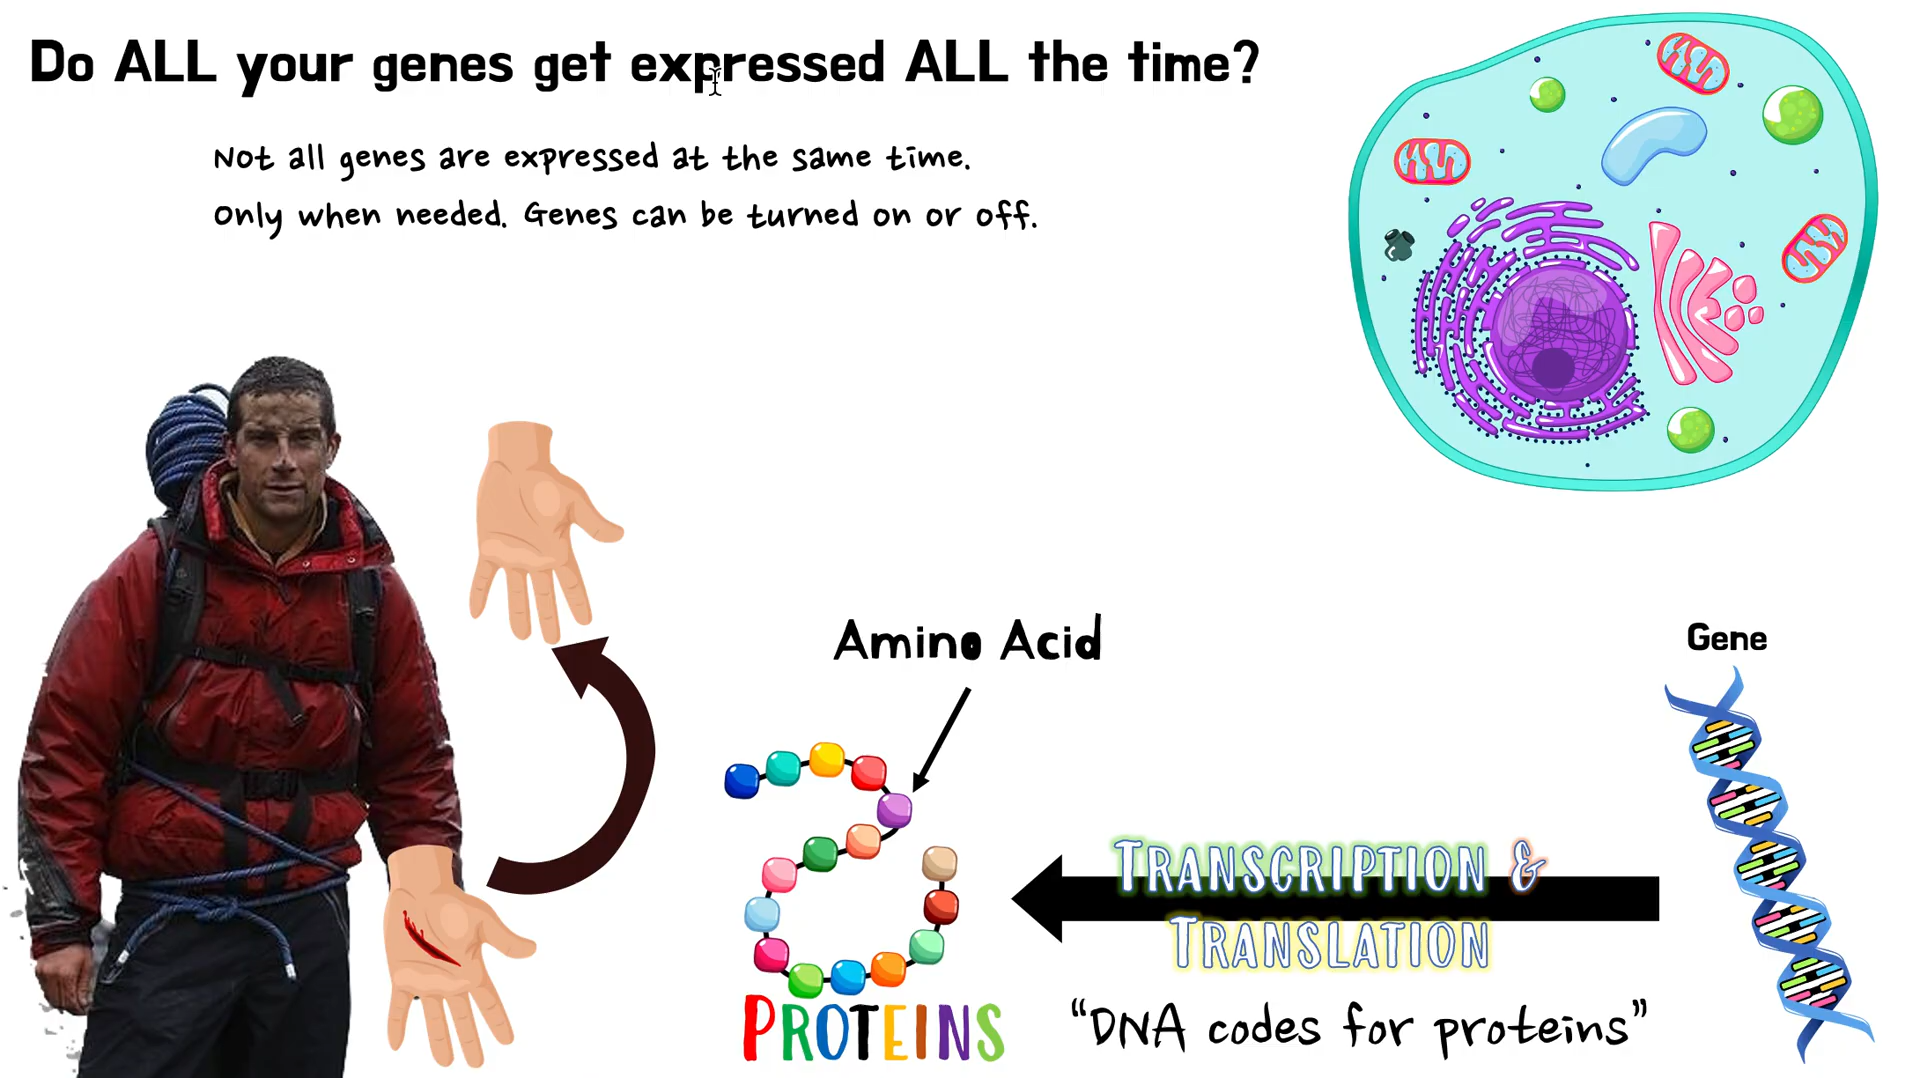 Do ALL your genes get expressed ALL the time?
Not all genes are expressed at the same time.
Only when needed. Genes can be turned on or off.
Amino Acid
Gene
TRANSCRIPTION &
TRANSLATION
PROTEINS
“DNA codes for proteins”